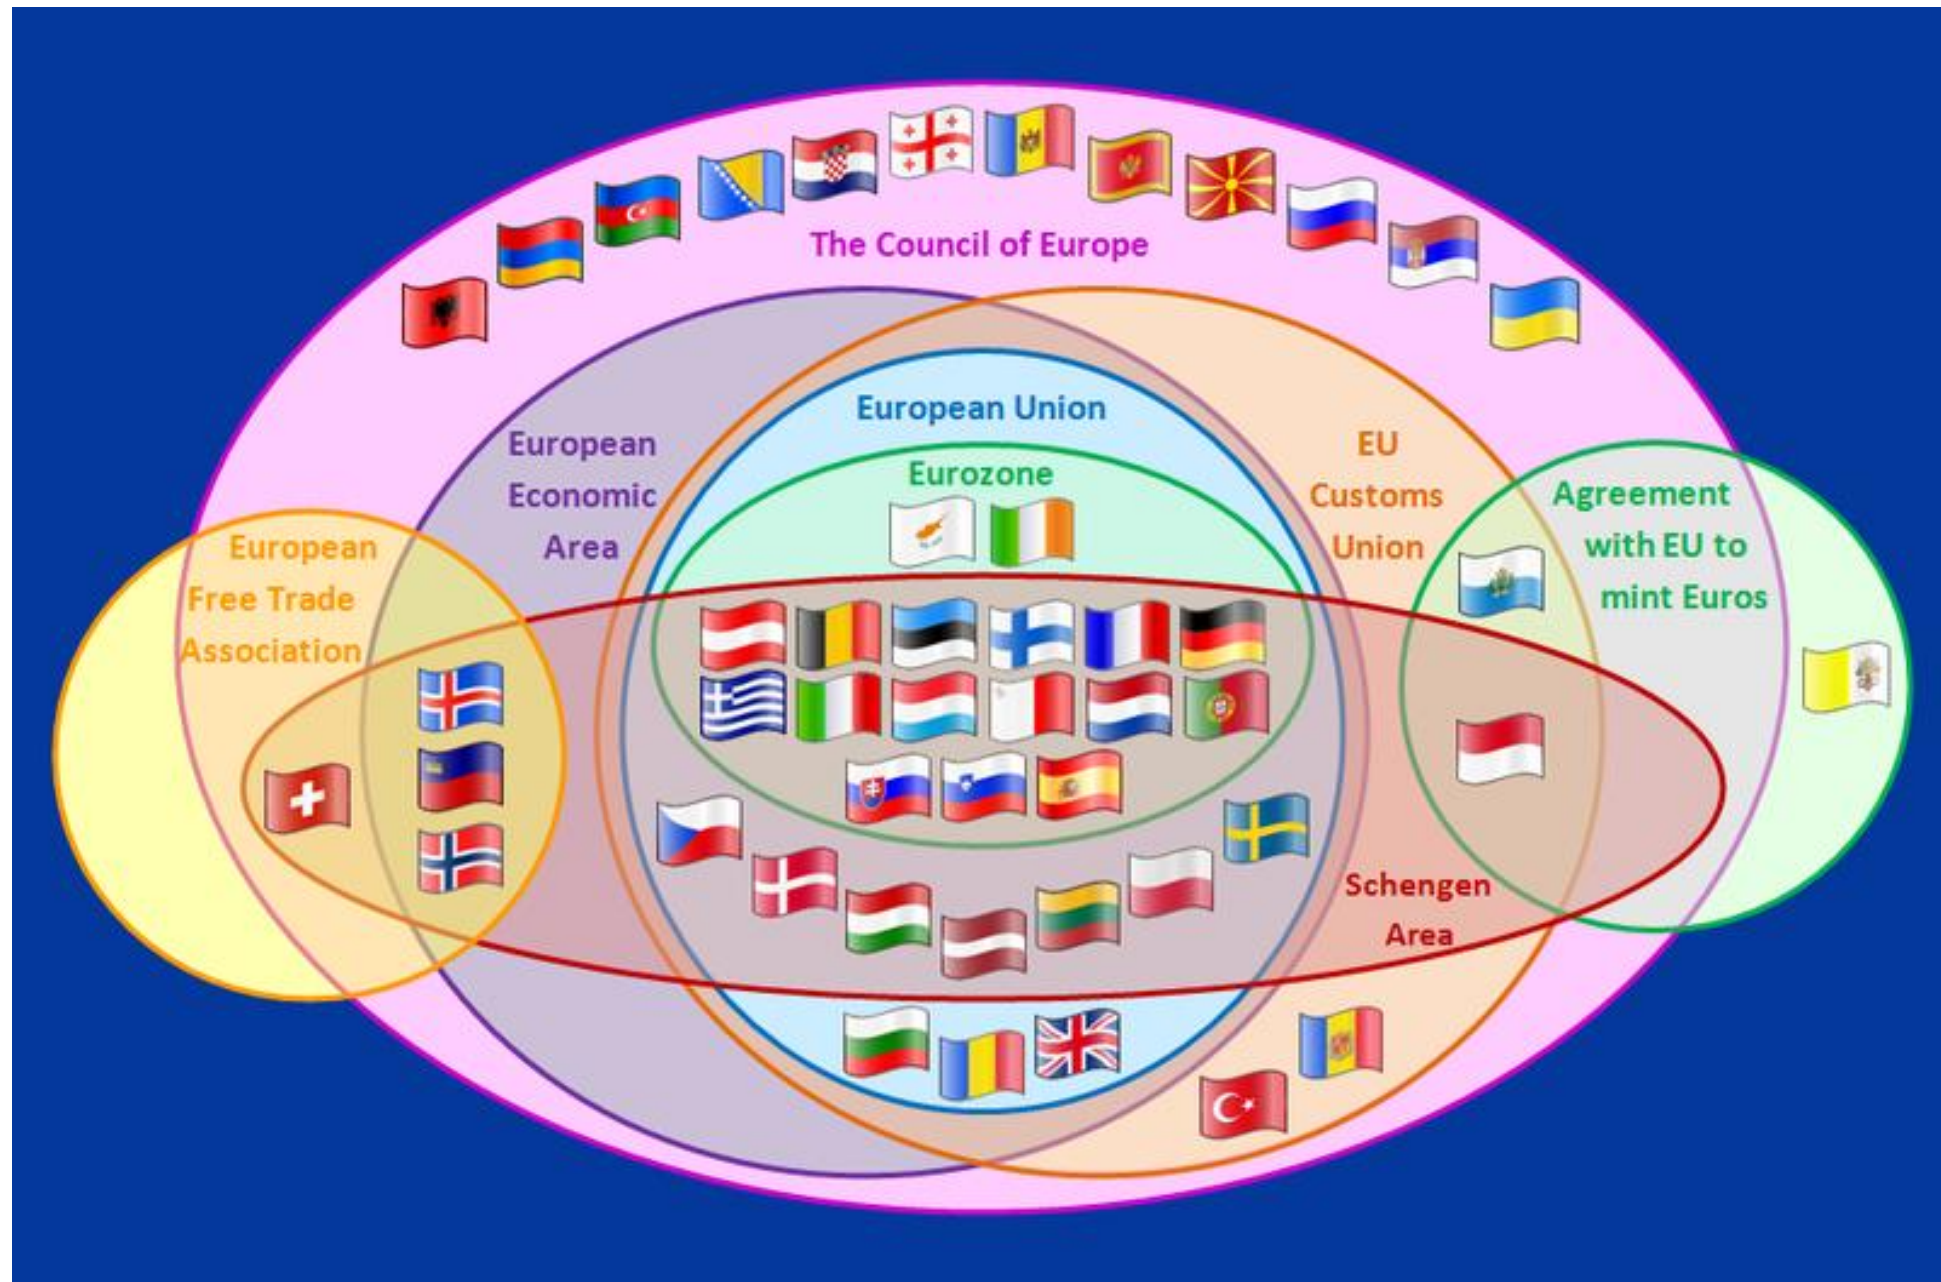 The Council of Europe
European Union
European
Economic
Area
EU
Customs
Union
Eurozone
Agreement
with EU to
mint Euros
European
Free Trade
Association
Schengen
Area